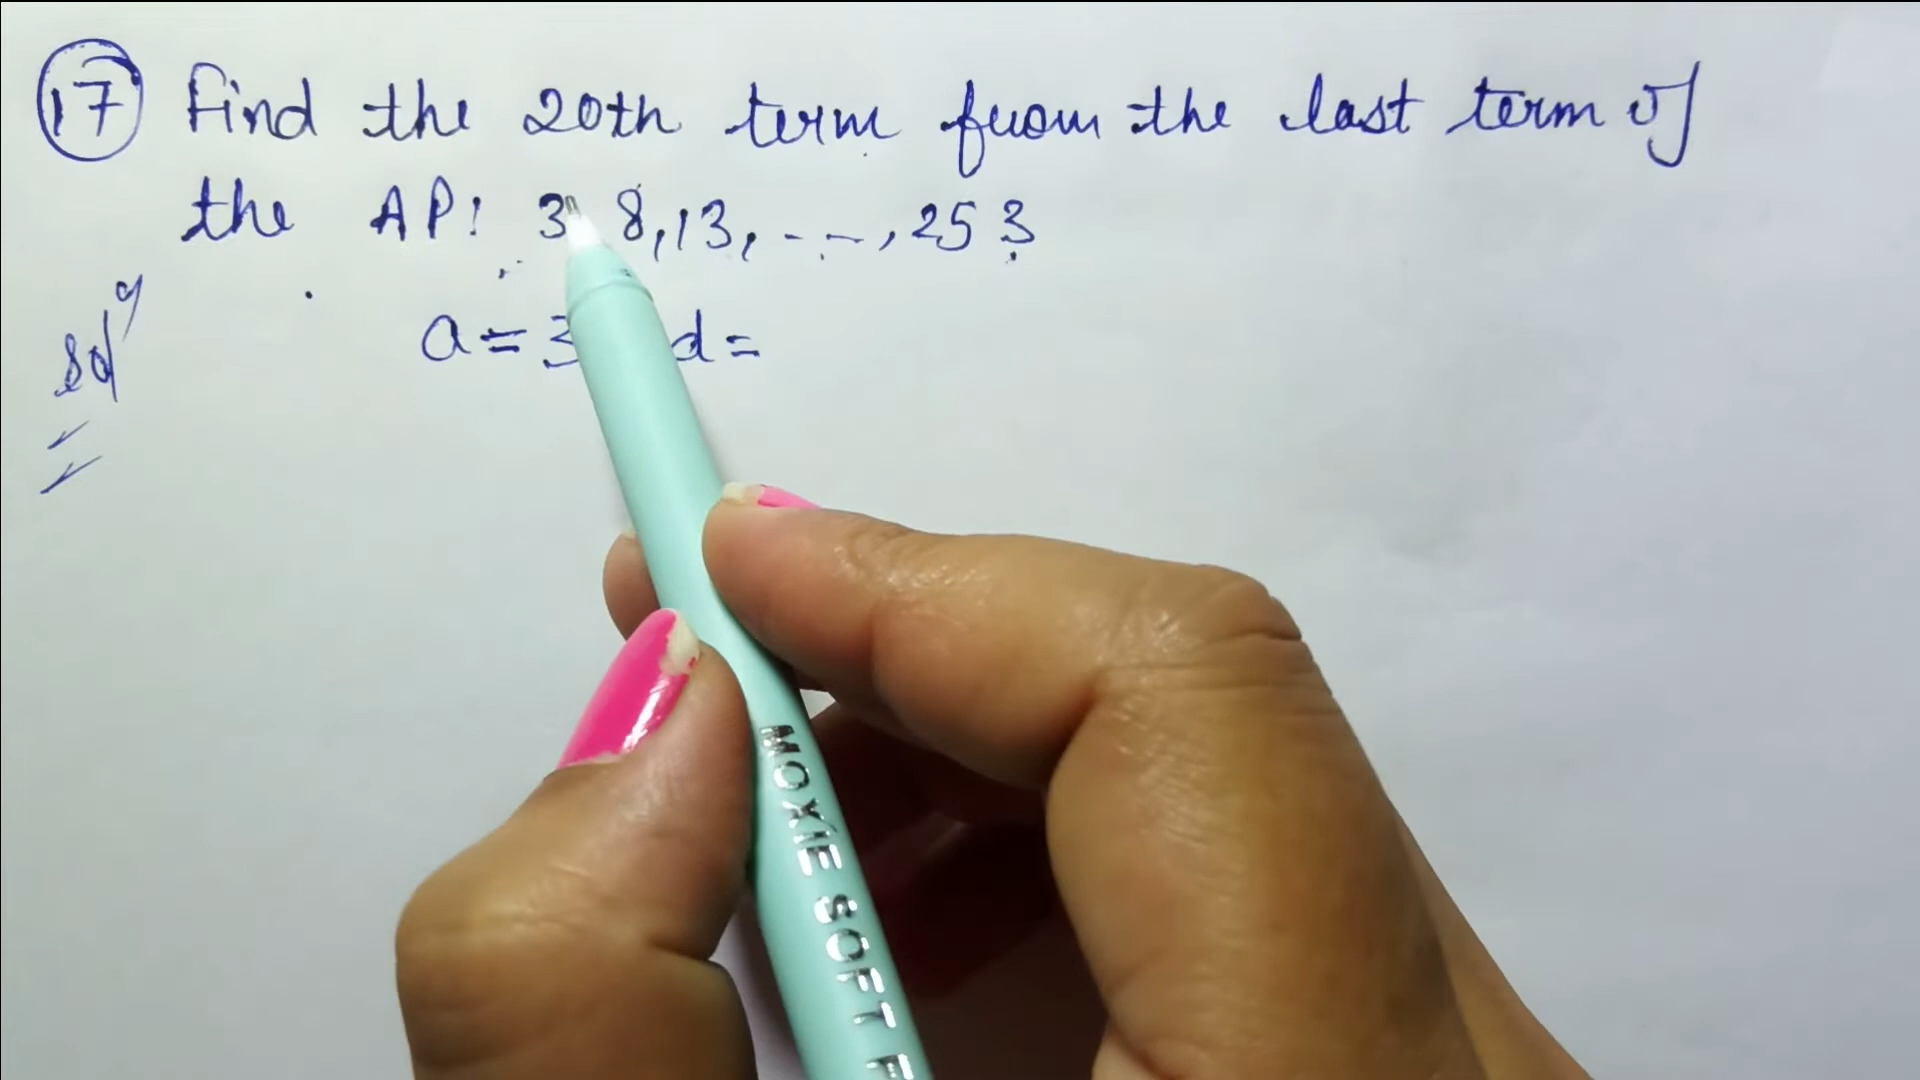 17 Find the 20th term from the last term of
the AP: 3, 8, 13, ---, 253
Solⁿ
a = 3 d =
MOXIE SOFT F